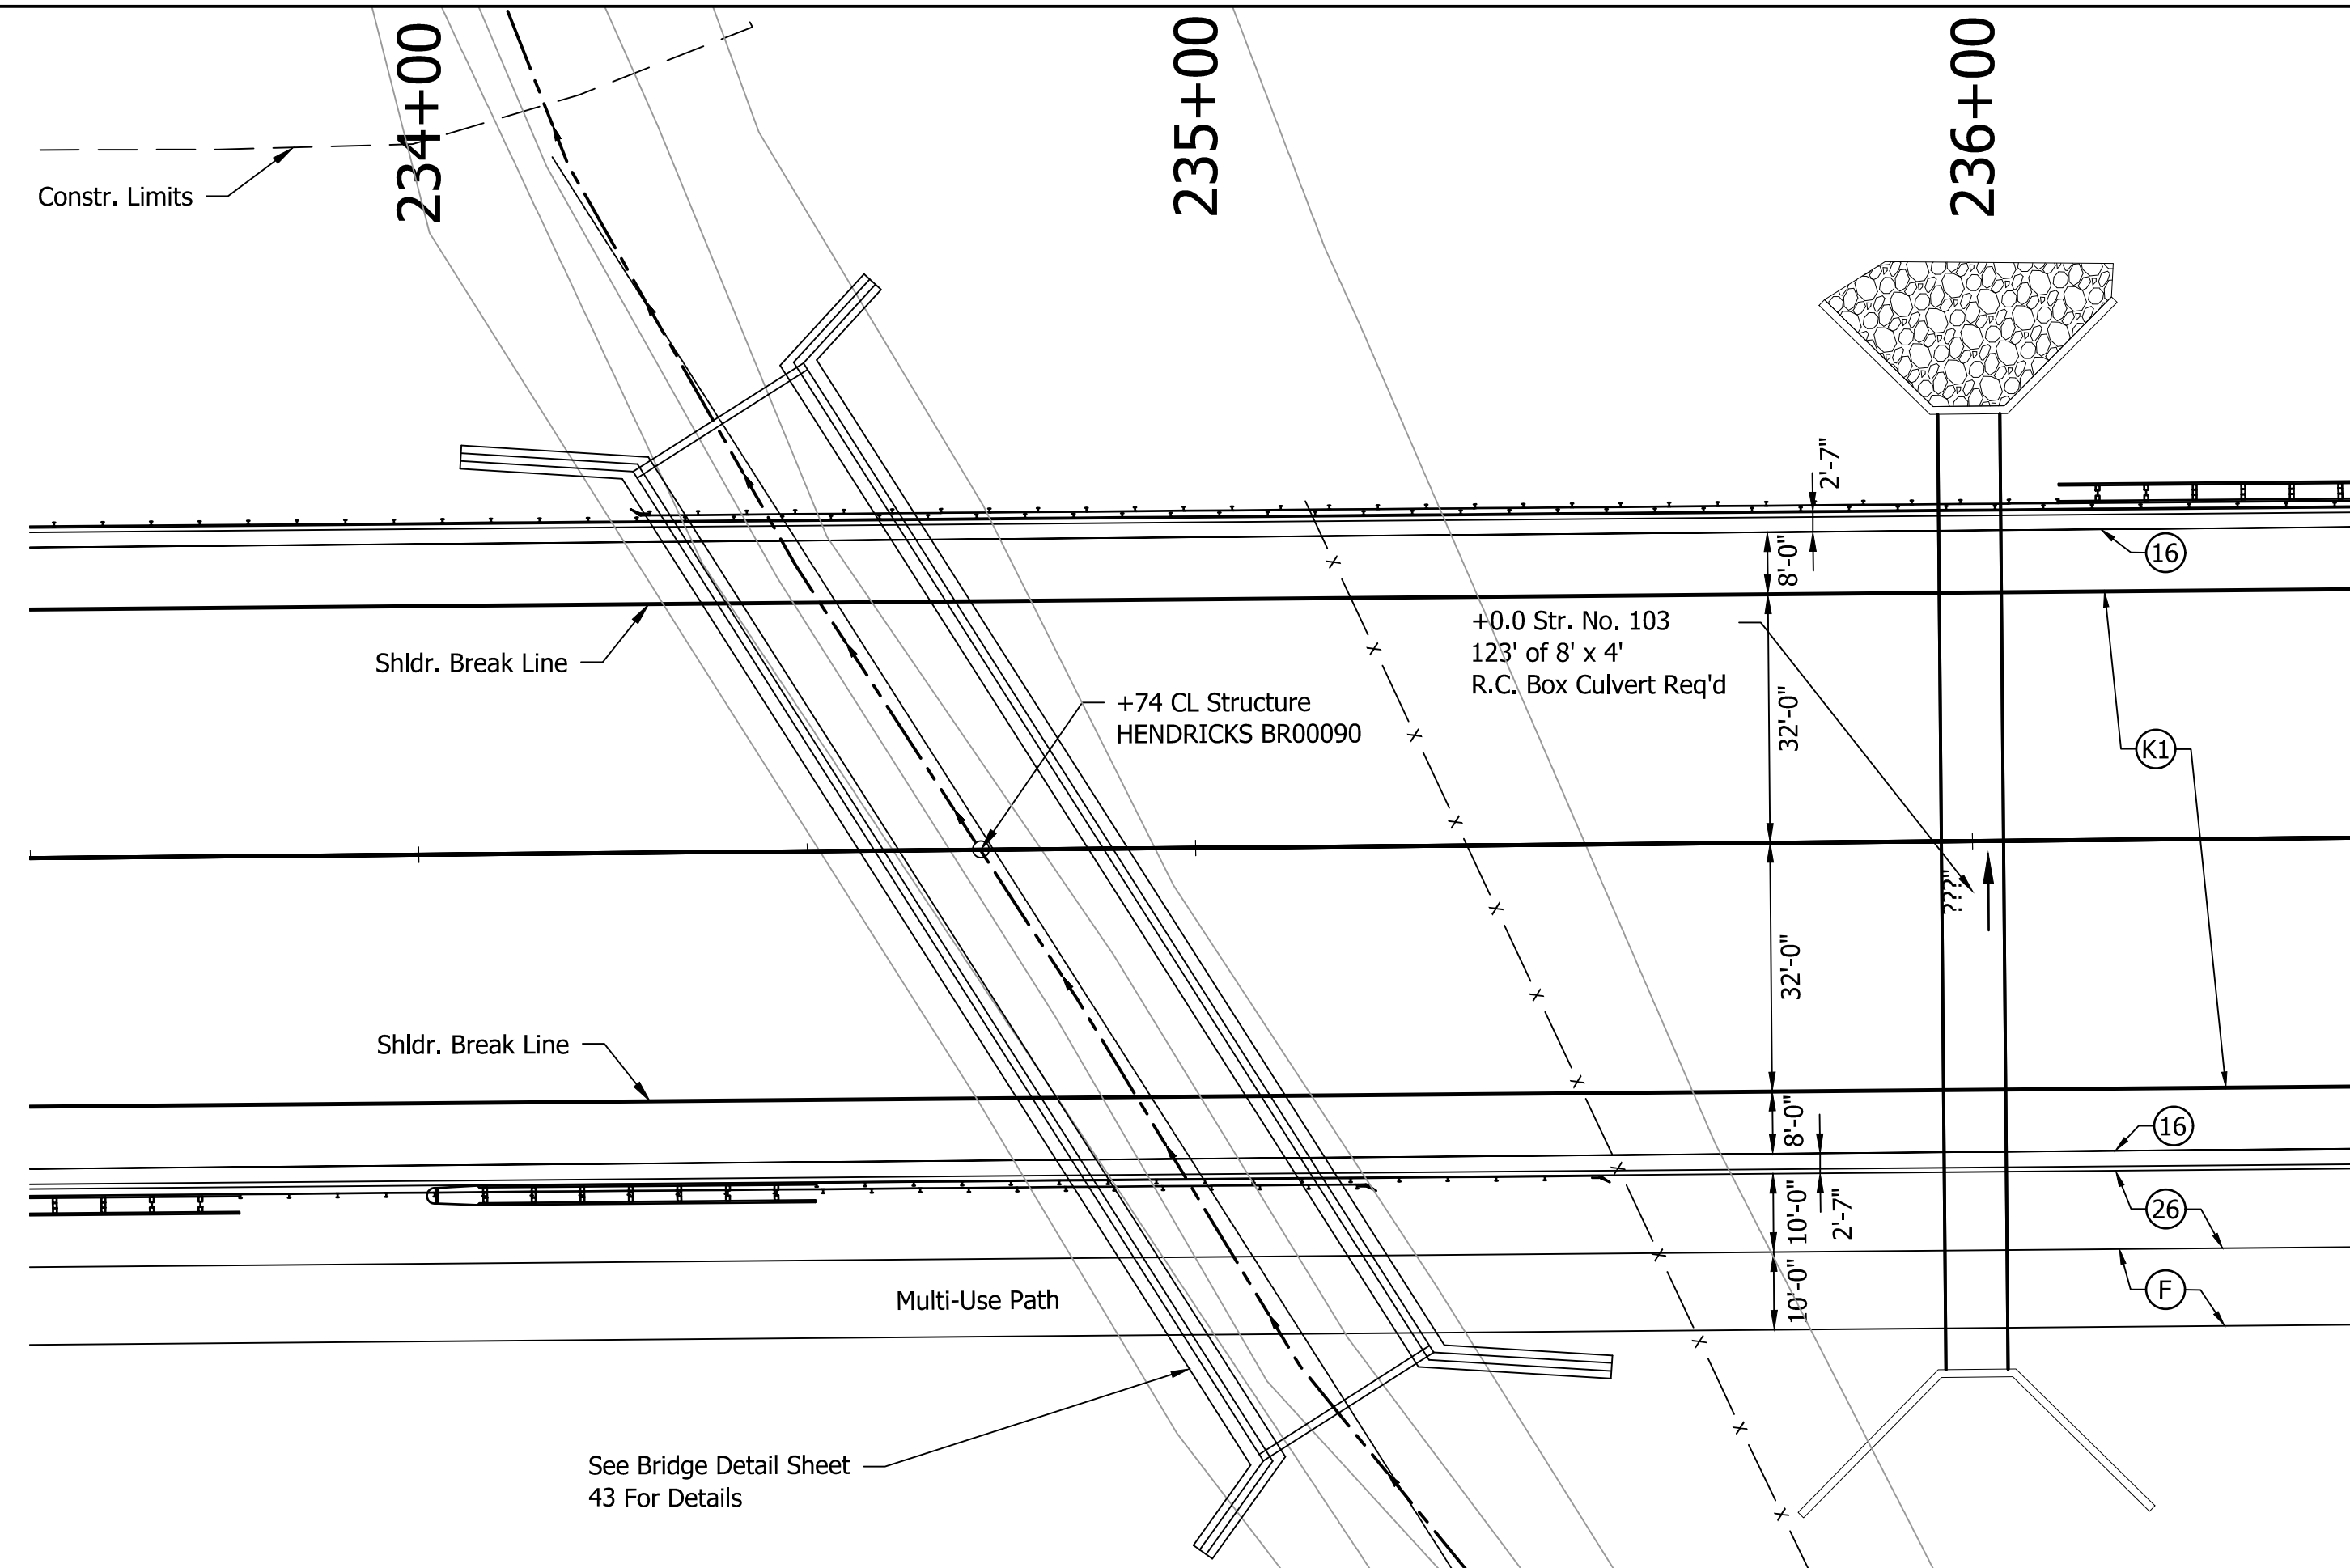 234+00
235+00
236+00
Constr. Limits
2'-7"
8'-0"
16
+0.0 Str. No. 103
123' of 8' x 4'
R.C. Box Culvert Req'd
Shldr. Break Line
+74 CL Structure
HENDRICKS BR00090
32'-0"
K1
???"
32'-0"
Shldr. Break Line
8'-0"
16
10'-0"
2'-7"
26
10'-0"
F
Multi-Use Path
See Bridge Detail Sheet
43 For Details